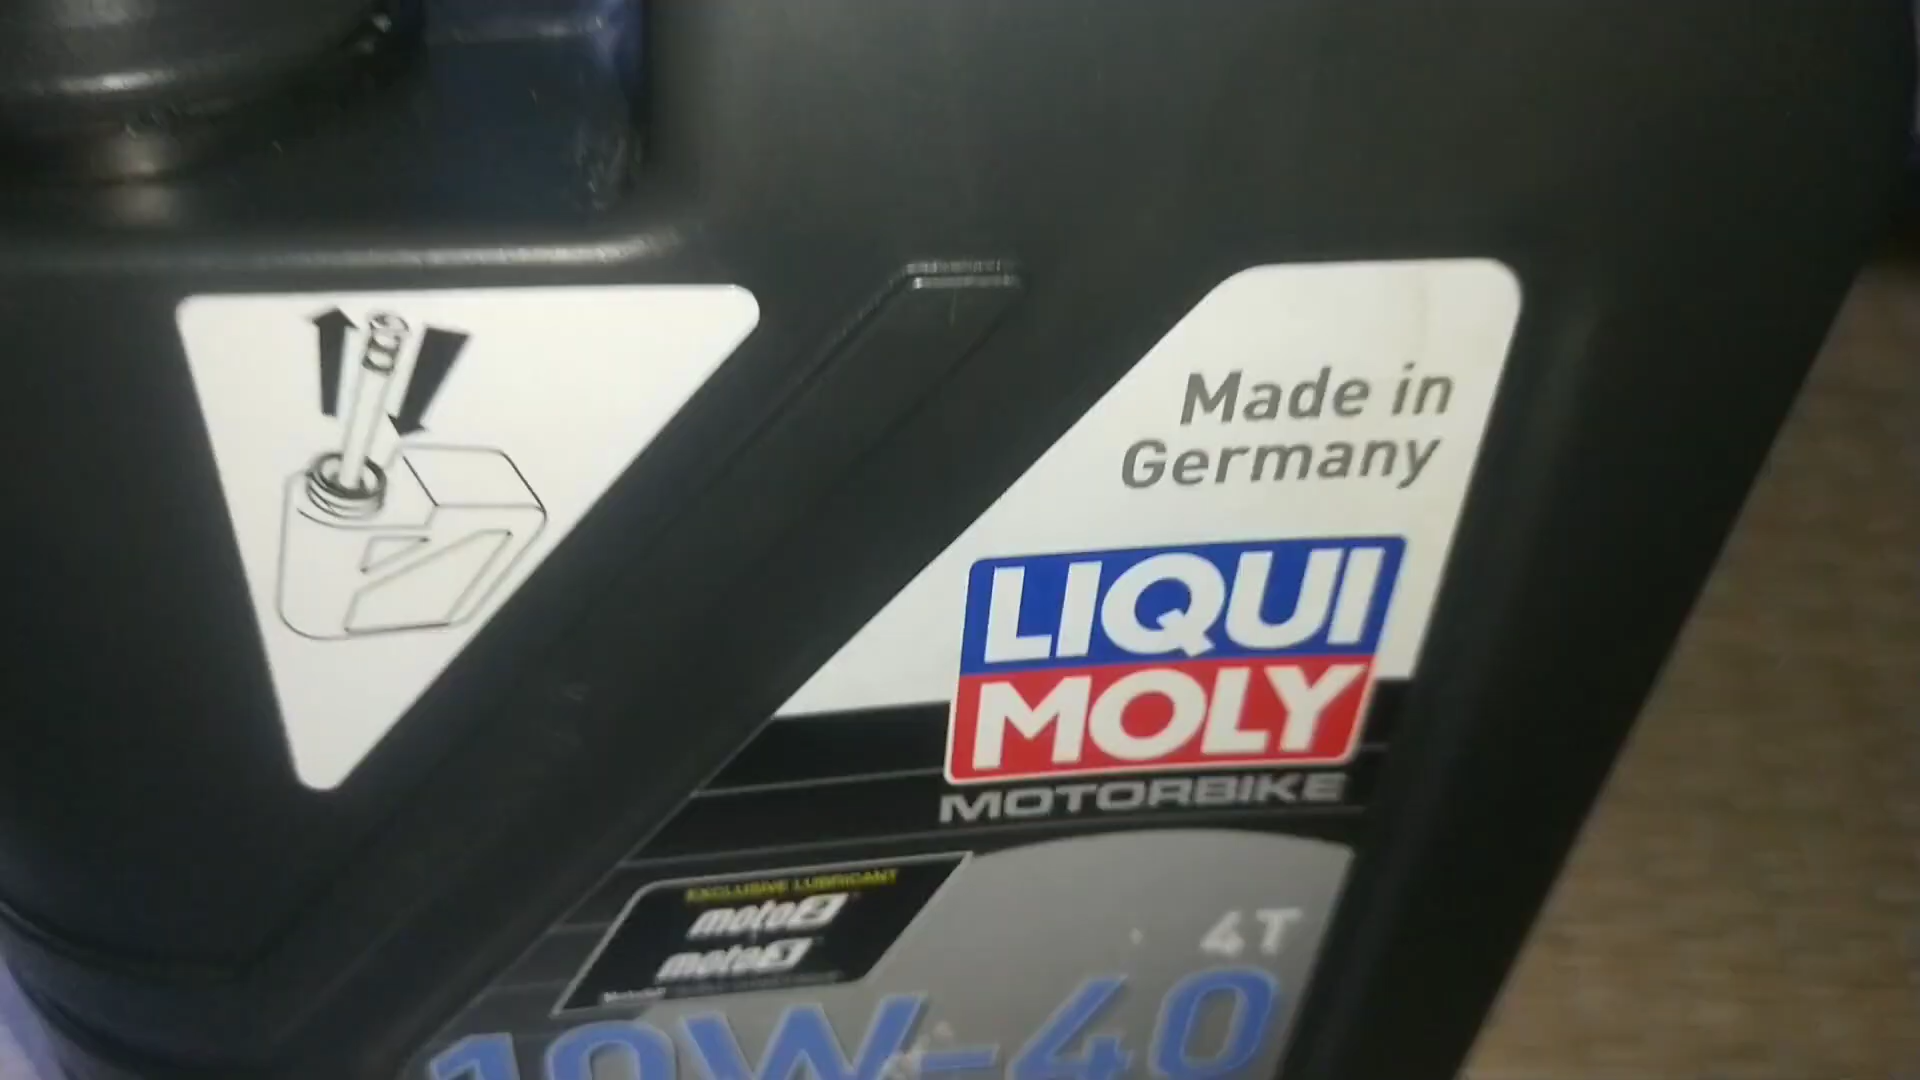 Made in
Germany
LIQUI
MOLY
MOTORBIKE
EXCLUSIVE LUBRICANT
moto2
moto3
4T
10W-40